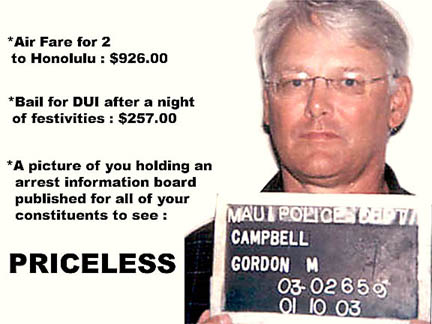 *Air Fare for 2
to Honolulu : $926.00
*Bail for DUI after a night
of festivities : $257.00
*A picture of you holding an
arrest information board
published for all of your
constituents to see :
PRICELESS
MAUI POLICE DEPT
CAMPBELL
GORDON M
03-02659
01 10 03